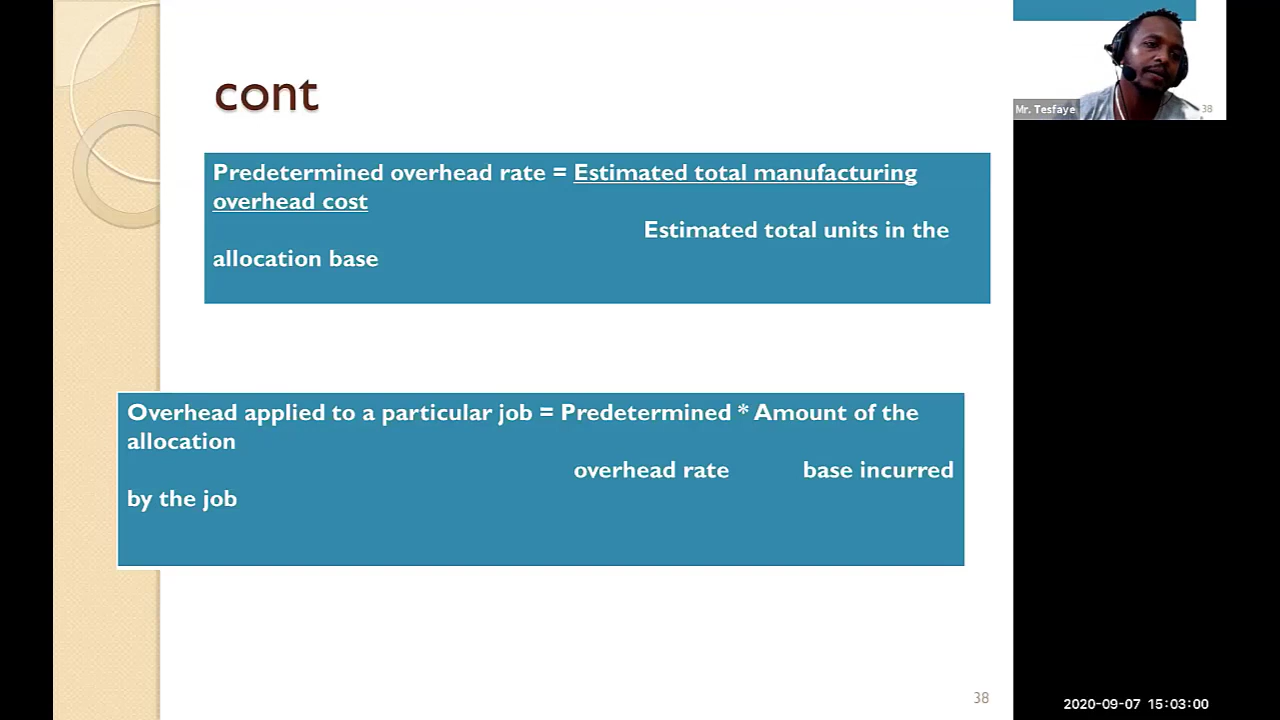 cont
Predetermined overhead rate = Estimated total manufacturing
overhead cost
Estimated total units in the
allocation base
Overhead applied to a particular job = Predetermined * Amount of the
allocation
overhead rate base incurred
by the job
38
Mr. Tesfaye
38
2020-09-07 15:03:00